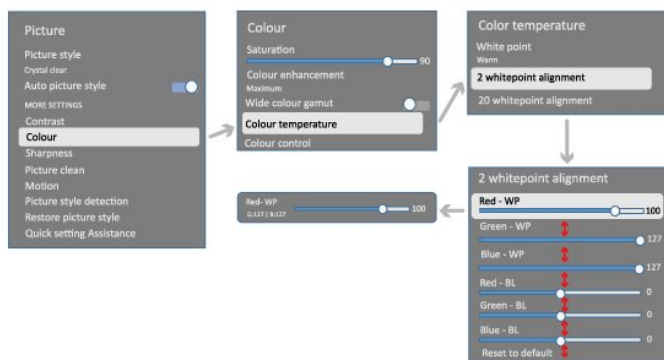 Picture
Picture style
Crystal clear
Auto picture style
MORE SETTINGS
Contrast
Colour
Sharpness
Picture clean
Motion
Picture style detection
Restore picture style
Quick setting Assistance
Colour
Saturation
90
Colour enhancement
Maximum
Wide colour gamut
Colour temperature
Colour control
Color temperature
White point
Warm
2 whitepoint alignment
20 whitepoint alignment
2 whitepoint alignment
Red - WP
100
Green - WP
127
Blue - WP
127
Red - BL
0
Green - BL
0
Blue - BL
0
Reset to default
Red- WP
G:127 | B:127
100